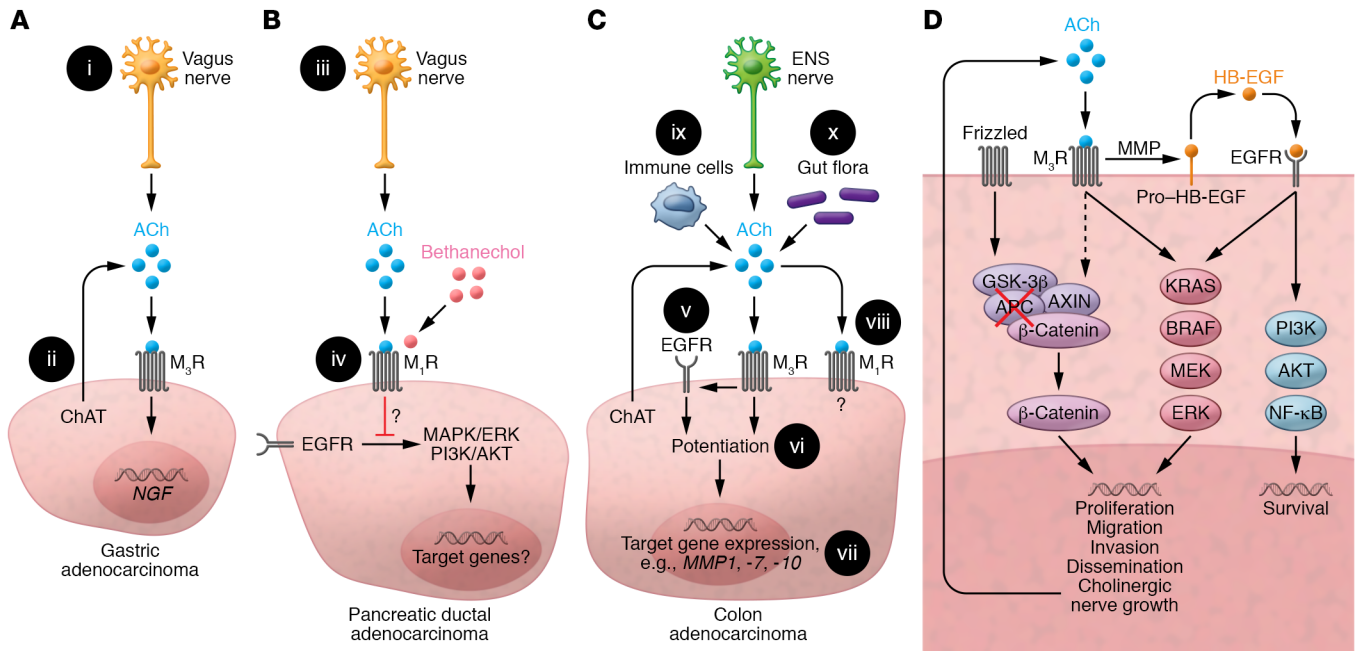 A
i
Vagus
nerve
ACh
ii
M3R
ChAT
NGF
Gastric
adenocarcinoma
B
iii
Vagus
nerve
ACh
Bethanechol
iv
M1R
?
EGFR
MAPK/ERK
PI3K/AKT
Target genes?
Pancreatic ductal
adenocarcinoma
C
ENS
nerve
ix
Immune cells
x
Gut flora
ACh
v
EGFR
viii
M3R
M1R
?
ChAT
Potentiation
vi
Target gene expression,
e.g., MMP1, -7, -10
vii
Colon
adenocarcinoma
D
ACh
HB-EGF
Frizzled
M3R
MMP
EGFR
Pro–HB-EGF
GSK-3β
APC
AXIN
β-Catenin
β-Catenin
KRAS
BRAF
MEK
ERK
PI3K
AKT
NF-κB
Proliferation
Migration
Invasion
Dissemination
Cholinergic
nerve growth
Survival